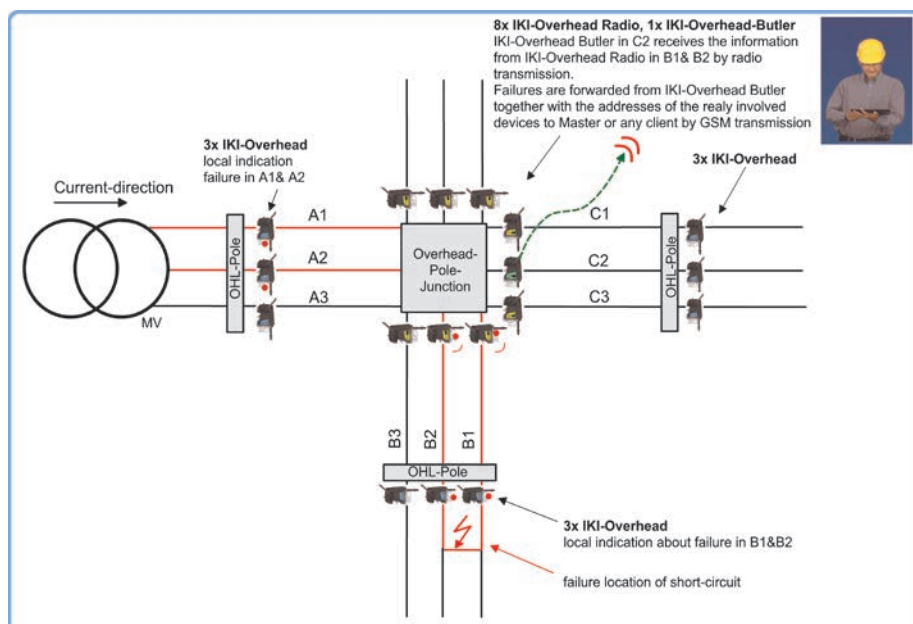 8x IKI-Overhead Radio, 1x IKI-Overhead-Butler
IKI-Overhead Butler in C2 receives the information
from IKI-Overhead Radio in B1& B2 by radio
transmission.
Failures are forwarded from IKI-Overhead Butler
together with the addresses of the realy involved
devices to Master or any client by GSM transmission
3x IKI-Overhead
local indication
failure in A1& A2
3x IKI-Overhead
Current-direction
A1
C1
OHL-Pole
A2
Overhead-
Pole-
Junction
C2
OHL-Pole
A3
C3
MV
B3
B2
B1
OHL-Pole
3x IKI-Overhead
local indication about failure in B1&B2
failure location of short-circuit